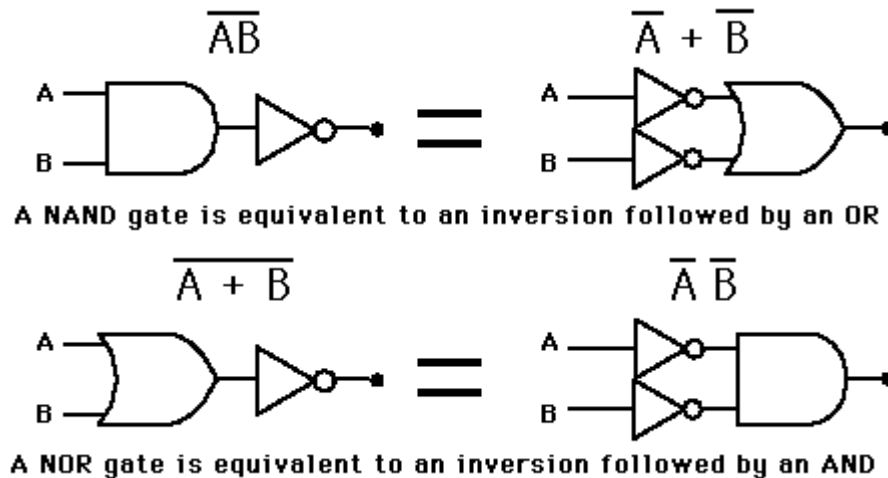 A̅B̅ A̅ + B̅
A A
B B
A NAND gate is equivalent to an inversion followed by an OR
A̅ ̅+̅ ̅B̅ A̅ B̅
A A
B B
A NOR gate is equivalent to an inversion followed by an AND